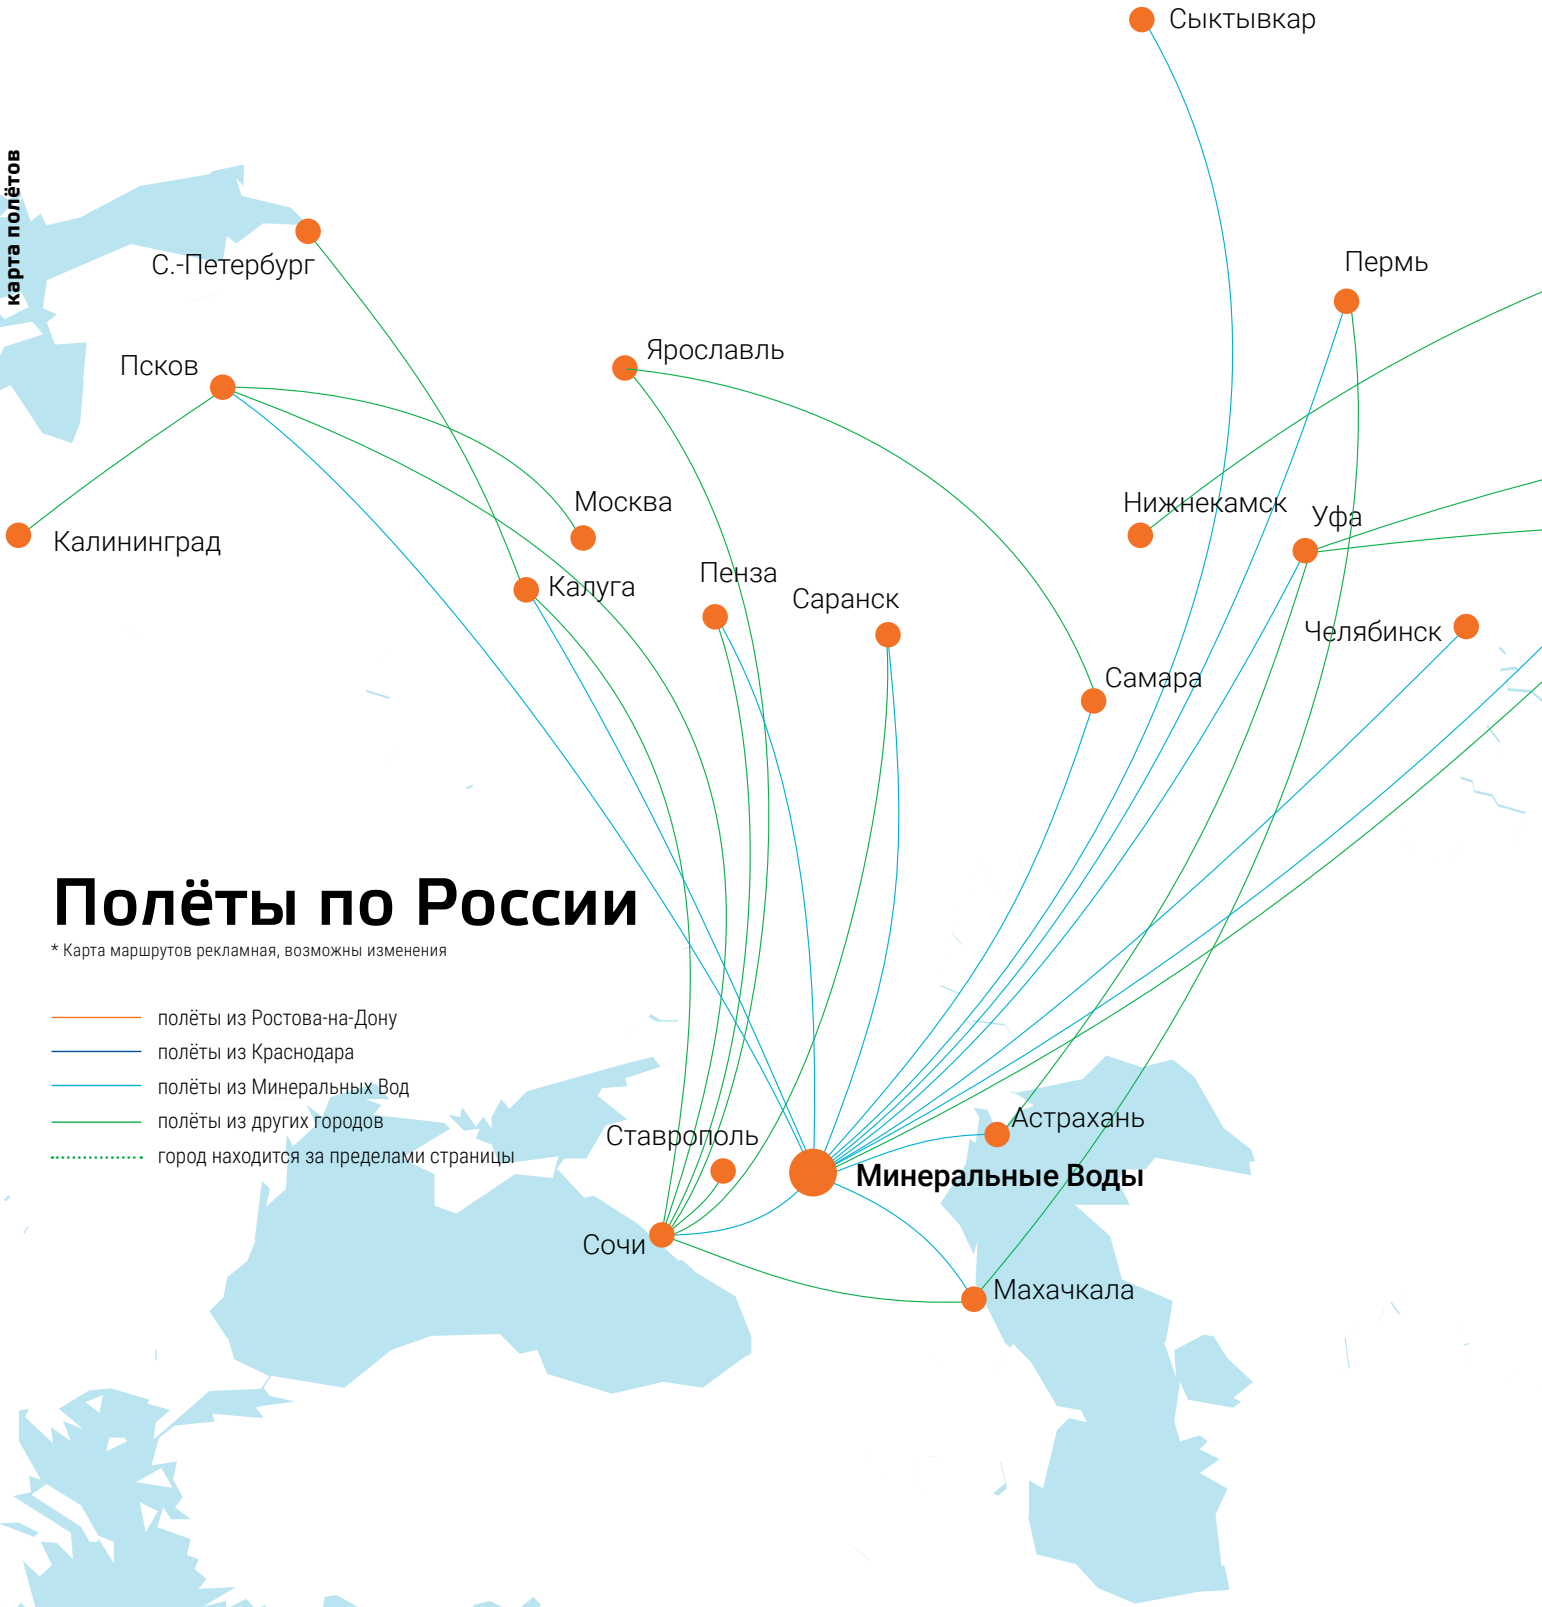 Сыктывкар
карта полётов
С.-Петербург
Пермь
Псков
Ярославль
Москва
Нижнекамск
Уфа
Калининград
Калуга
Пенза
Саранск
Челябинск
Самара
Полёты по России
* Карта маршрутов рекламная, возможны изменения
полёты из Ростова-на-Дону
полёты из Краснодара
полёты из Минеральных Вод
полёты из других городов
город находится за пределами страницы
Ставрополь
Астрахань
Минеральные Воды
Сочи
Махачкала